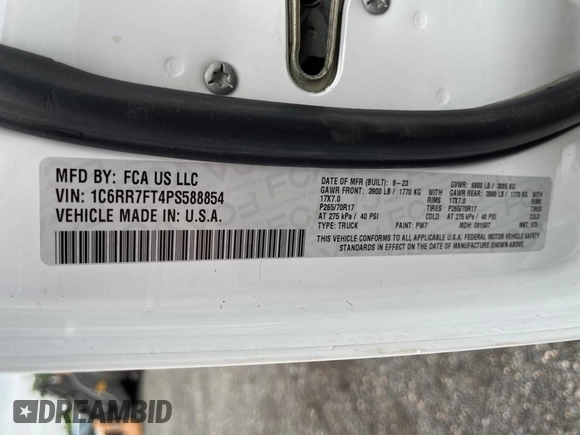 MFD BY: FCA US LLC
VIN: 1C6RR7FT4PS588854
VEHICLE MADE IN: U.S.A.
DATE OF MFR (BUILT): 9-23 GVWR: 6800 LB / 3085 KG
GAWR FRONT: 3900 LB / 1770 KG GAWR REAR: 3900 LB / 1770 KG
17X7.0 RIMS 17X7.0 RIMS
P265/70R17 TIRES P265/70R17 TIRES
AT 275 kPa / 40 PSI AT 275 kPa / 40 PSI
TYPE: TRUCK PAINT: PW7 MDH: 091507
THIS VEHICLE CONFORMS TO ALL APPLICABLE U.S.A. FEDERAL MOTOR VEHICLE SAFETY
STANDARDS IN EFFECT ON THE DATE OF MANUFACTURE SHOWN ABOVE.
DREAMBID